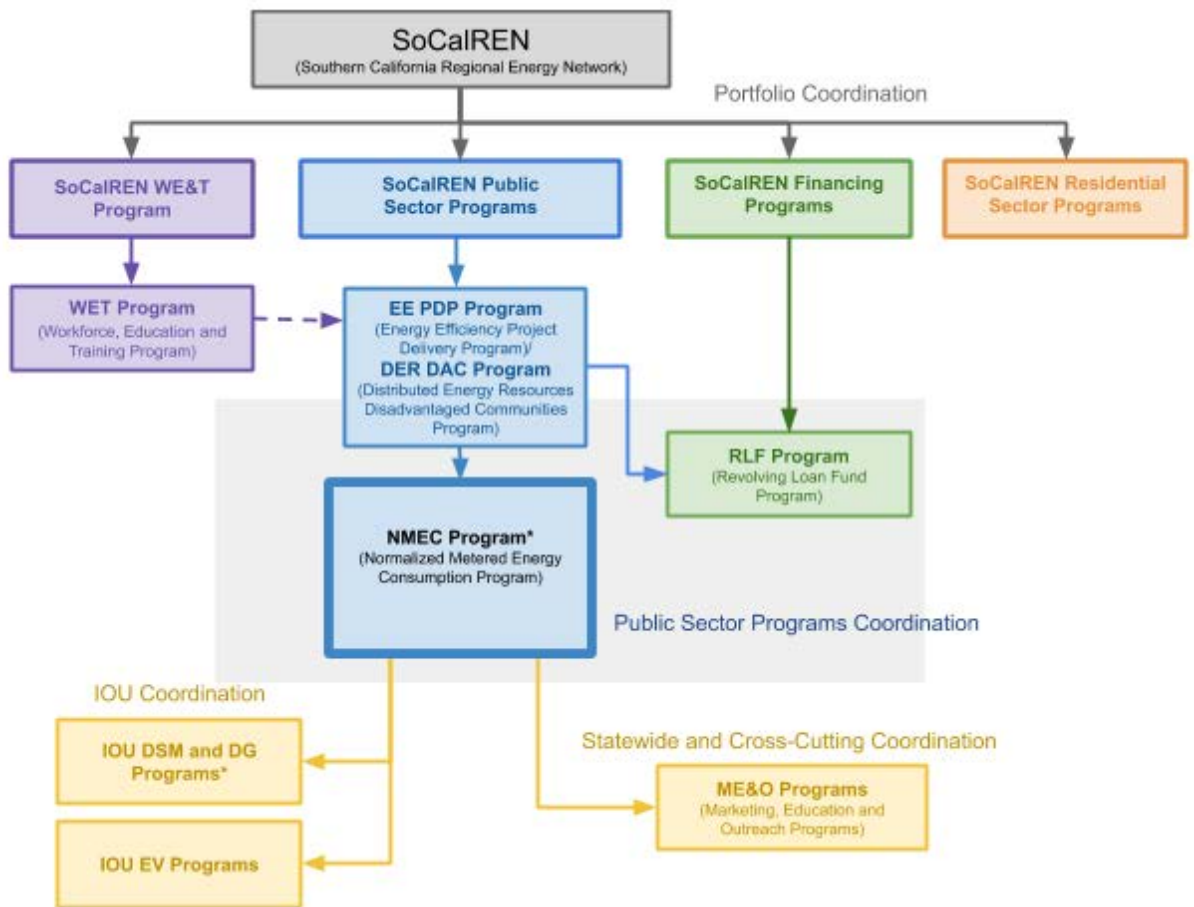 SoCalREN
(Southern California Regional Energy Network)
Portfolio Coordination
SoCalREN WE&T
Program
SoCalREN Public
Sector Programs
SoCalREN Financing
Programs
SoCalREN Residential
Sector Programs
WET Program
(Workforce, Education and
Training Program)
EE PDP Program
(Energy Efficiency Project
Delivery Program)/
DER DAC Program
(Distributed Energy Resources
Disadvantaged Communities
Program)
RLF Program
(Revolving Loan Fund
Program)
NMEC Program*
(Normalized Metered Energy
Consumption Program)
Public Sector Programs Coordination
IOU Coordination
IOU DSM and DG
Programs*
Statewide and Cross-Cutting Coordination
ME&O Programs
(Marketing, Education and
Outreach Programs)
IOU EV Programs